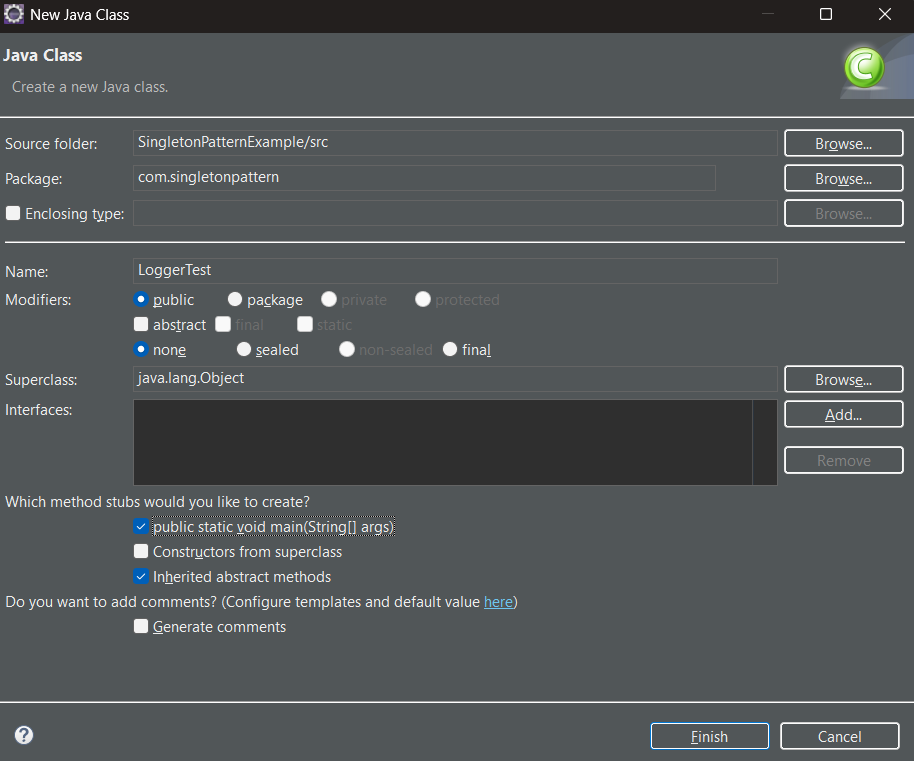 New Java Class
Java Class
Create a new Java class.
Source folder: SingletonPatternExample/src Browse...
Package: com.singletonpattern Browse...
Enclosing type: Browse...
Name: LoggerTest
Modifiers: public package private protected
abstract final static
none sealed non-sealed final
Superclass: java.lang.Object Browse...
Interfaces: Add...
Remove
Which method stubs would you like to create?
public static void main(String[] args)
Constructors from superclass
Inherited abstract methods
Do you want to add comments? (Configure templates and default value here)
Generate comments
? Finish Cancel